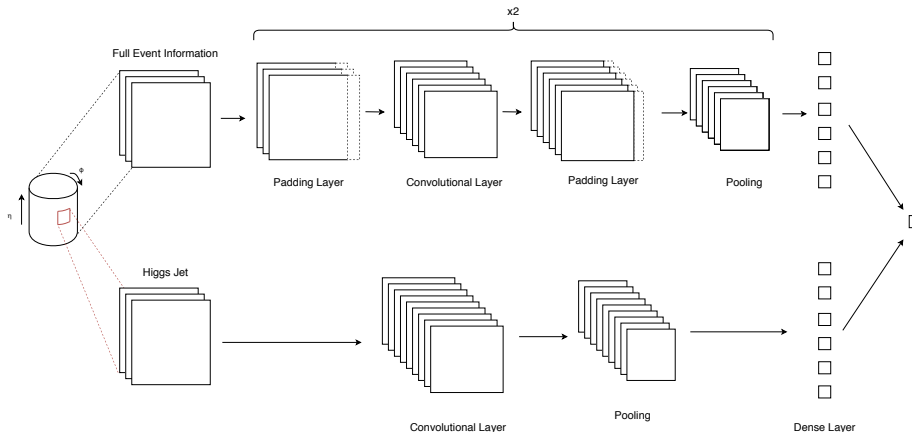 x2
Full Event Information
Padding Layer
Convolutional Layer
Padding Layer
Pooling
φ
η
Higgs Jet
Convolutional Layer
Pooling
Dense Layer